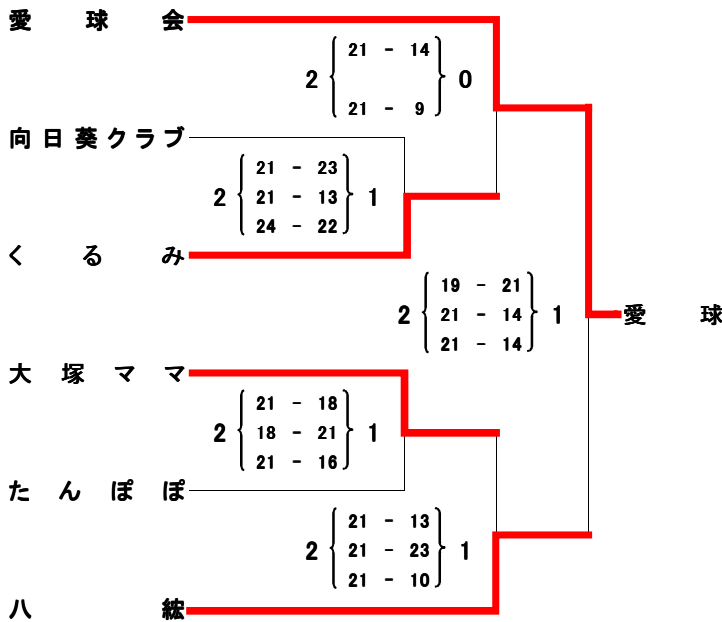 愛球会
2 21 - 14 0
21 - 9
向日葵クラブ
21 - 23
2 21 - 13 1
24 - 22
くるみ
19 - 21
2 21 - 14 1 愛球
21 - 14
大塚ママ
21 - 18
2 18 - 21 1
21 - 16
たんぽぽ
21 - 13
2 21 - 23 1
21 - 10
八綋